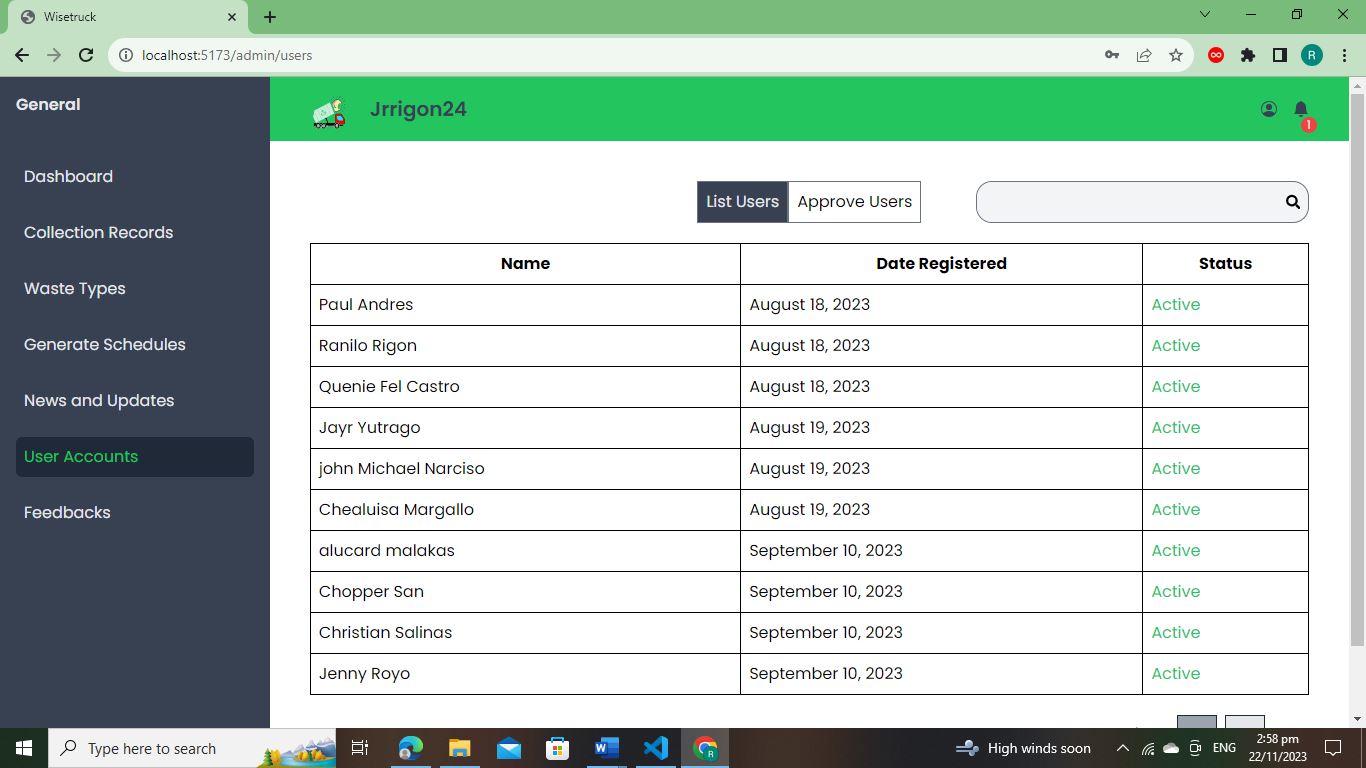 Wisetruck
localhost:5173/admin/users
R
General
Jrrigon24
1
Dashboard
Collection Records
Waste Types
Generate Schedules
News and Updates
User Accounts
Feedbacks
List Users Approve Users
Name Date Registered Status
Paul Andres August 18, 2023 Active
Ranilo Rigon August 18, 2023 Active
Quenie Fel Castro August 18, 2023 Active
Jayr Yutrago August 19, 2023 Active
john Michael Narciso August 19, 2023 Active
Chealuisa Margallo August 19, 2023 Active
alucard malakas September 10, 2023 Active
Chopper San September 10, 2023 Active
Christian Salinas September 10, 2023 Active
Jenny Royo September 10, 2023 Active
Type here to search
High winds soon
ENG
2:58 pm
22/11/2023